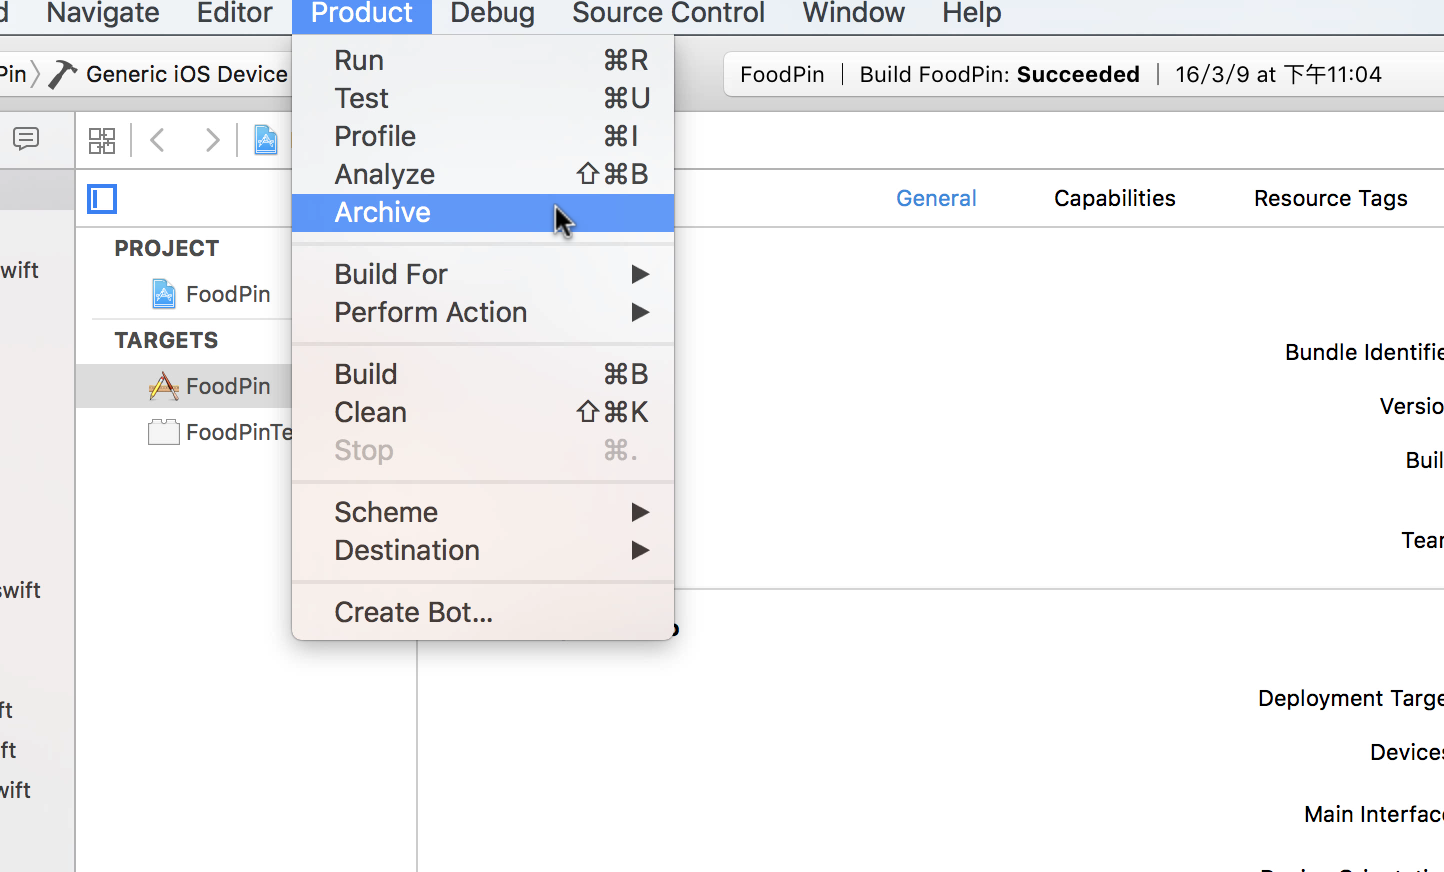 Navigate Editor Product Debug Source Control Window Help
Generic iOS Device FoodPin | Build FoodPin: Succeeded | 16/3/9 at 下午11:04
Run ⌘R
Test ⌘U
Profile ⌘I
Analyze ⇧⌘B
Archive
Build For ▶
Perform Action ▶
Build ⌘B
Clean ⇧⌘K
Stop ⌘.
Scheme ▶
Destination ▶
Create Bot...
General Capabilities Resource Tags
PROJECT
FoodPin
TARGETS
FoodPin
FoodPinTe
wift
swift
ft
ft
wift
Bundle Identifie
Versio
Buil
Tear
Deployment Targe
Devices
Main Interfac